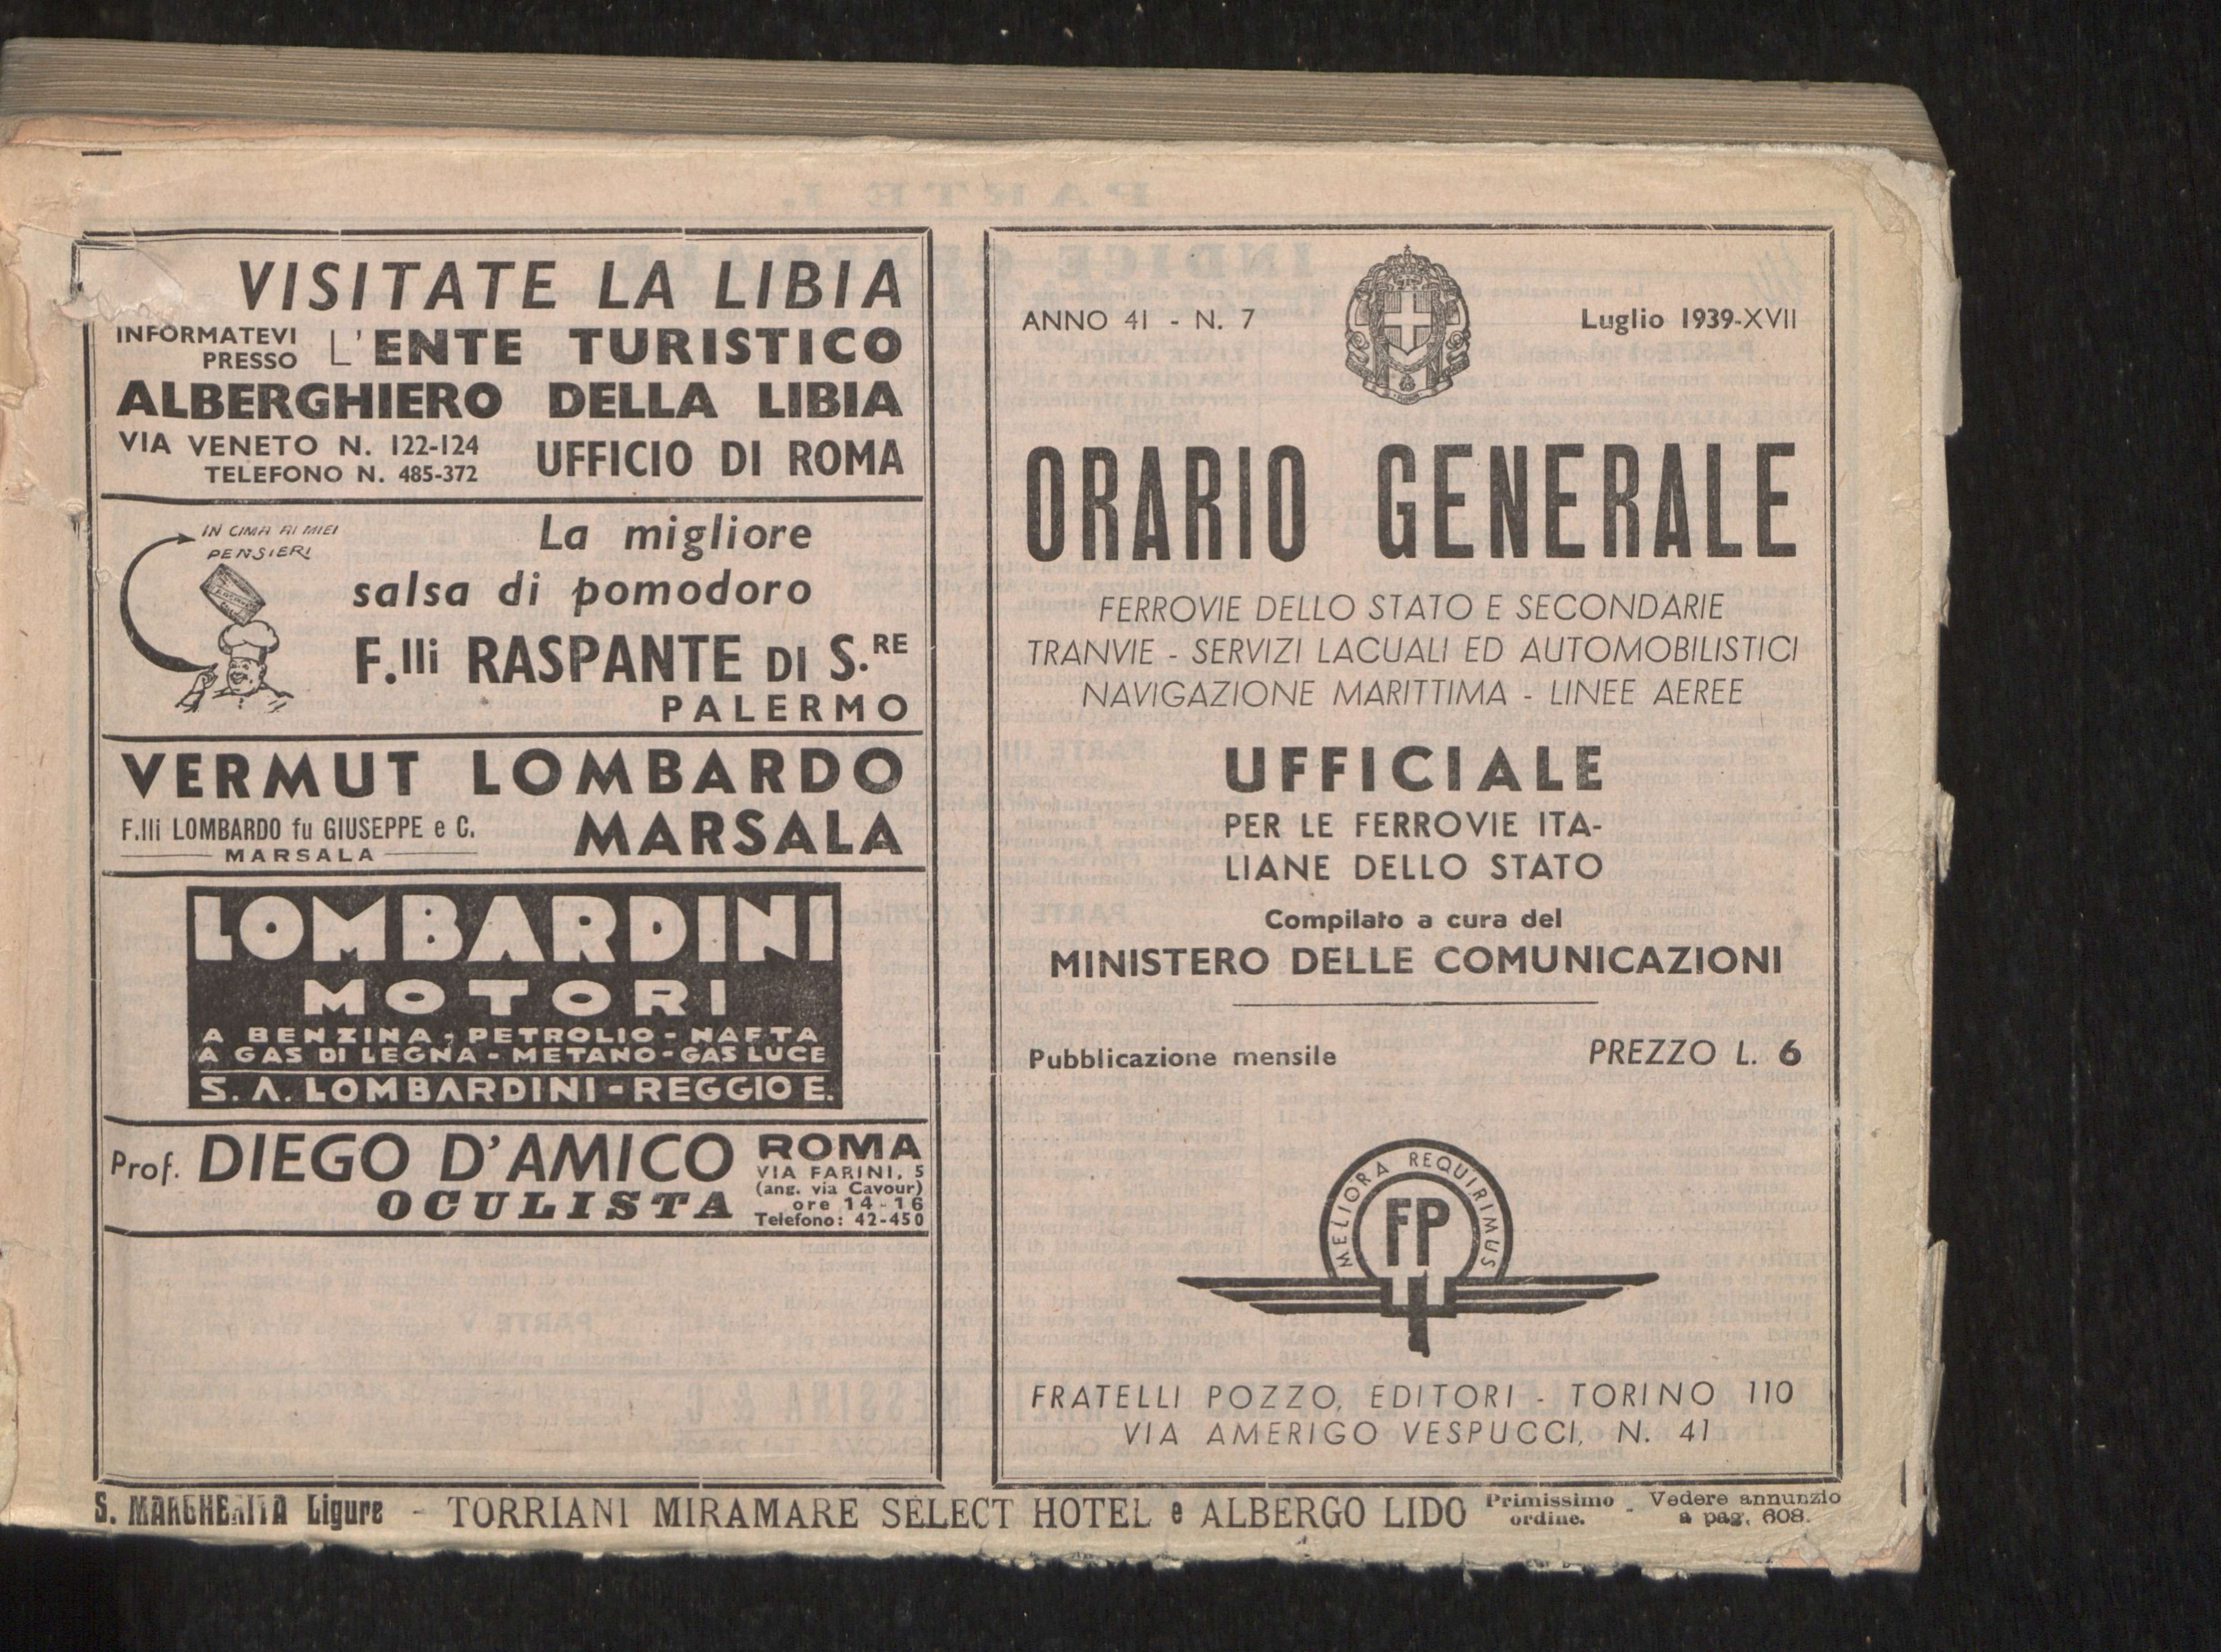 VISITATE LA LIBIA
INFORMATEVI
PRESSO
L'ENTE TURISTICO
ALBERGHIERO DELLA LIBIA
VIA VENETO N. 122-124
TELEFONO N. 485-372
UFFICIO DI ROMA
IN CIMA AI MIEI
PENSIERI
La migliore
salsa di pomodoro
F.lli RASPANTE DI S.RE
PALERMO
VERMUT LOMBARDO
F.lli LOMBARDO fu GIUSEPPE e C.
MARSALA
MARSALA
LOMBARDINI
MOTORI
A BENZINA - PETROLIO - NAFTA
A GAS DI LEGNA - METANO - GAS LUCE
S. A. LOMBARDINI - REGGIO E.
Prof. DIEGO D'AMICO
OCULISTA
ROMA
VIA FARINI, 5
(ang. via Cavour)
ore 14-16
Telefono: 42-450
ANNO 41 - N. 7
Luglio 1939-XVII
ORARIO GENERALE
FERROVIE DELLO STATO E SECONDARIE
TRANVIE - SERVIZI LACUALI ED AUTOMOBILISTICI
NAVIGAZIONE MARITTIMA - LINEE AEREE
UFFICIALE
PER LE FERROVIE ITA-
LIANE DELLO STATO
Compilato a cura del
MINISTERO DELLE COMUNICAZIONI
Pubblicazione mensile
PREZZO L. 6
MELIORA REQUIRIMUS
FP
FRATELLI POZZO, EDITORI - TORINO 110
VIA AMERIGO VESPUCCI, N. 41
S. MARGHERITA Ligure - TORRIANI MIRAMARE SELECT HOTEL e ALBERGO LIDO Primissimo ordine. - Vedere annunzio a pag. 608.